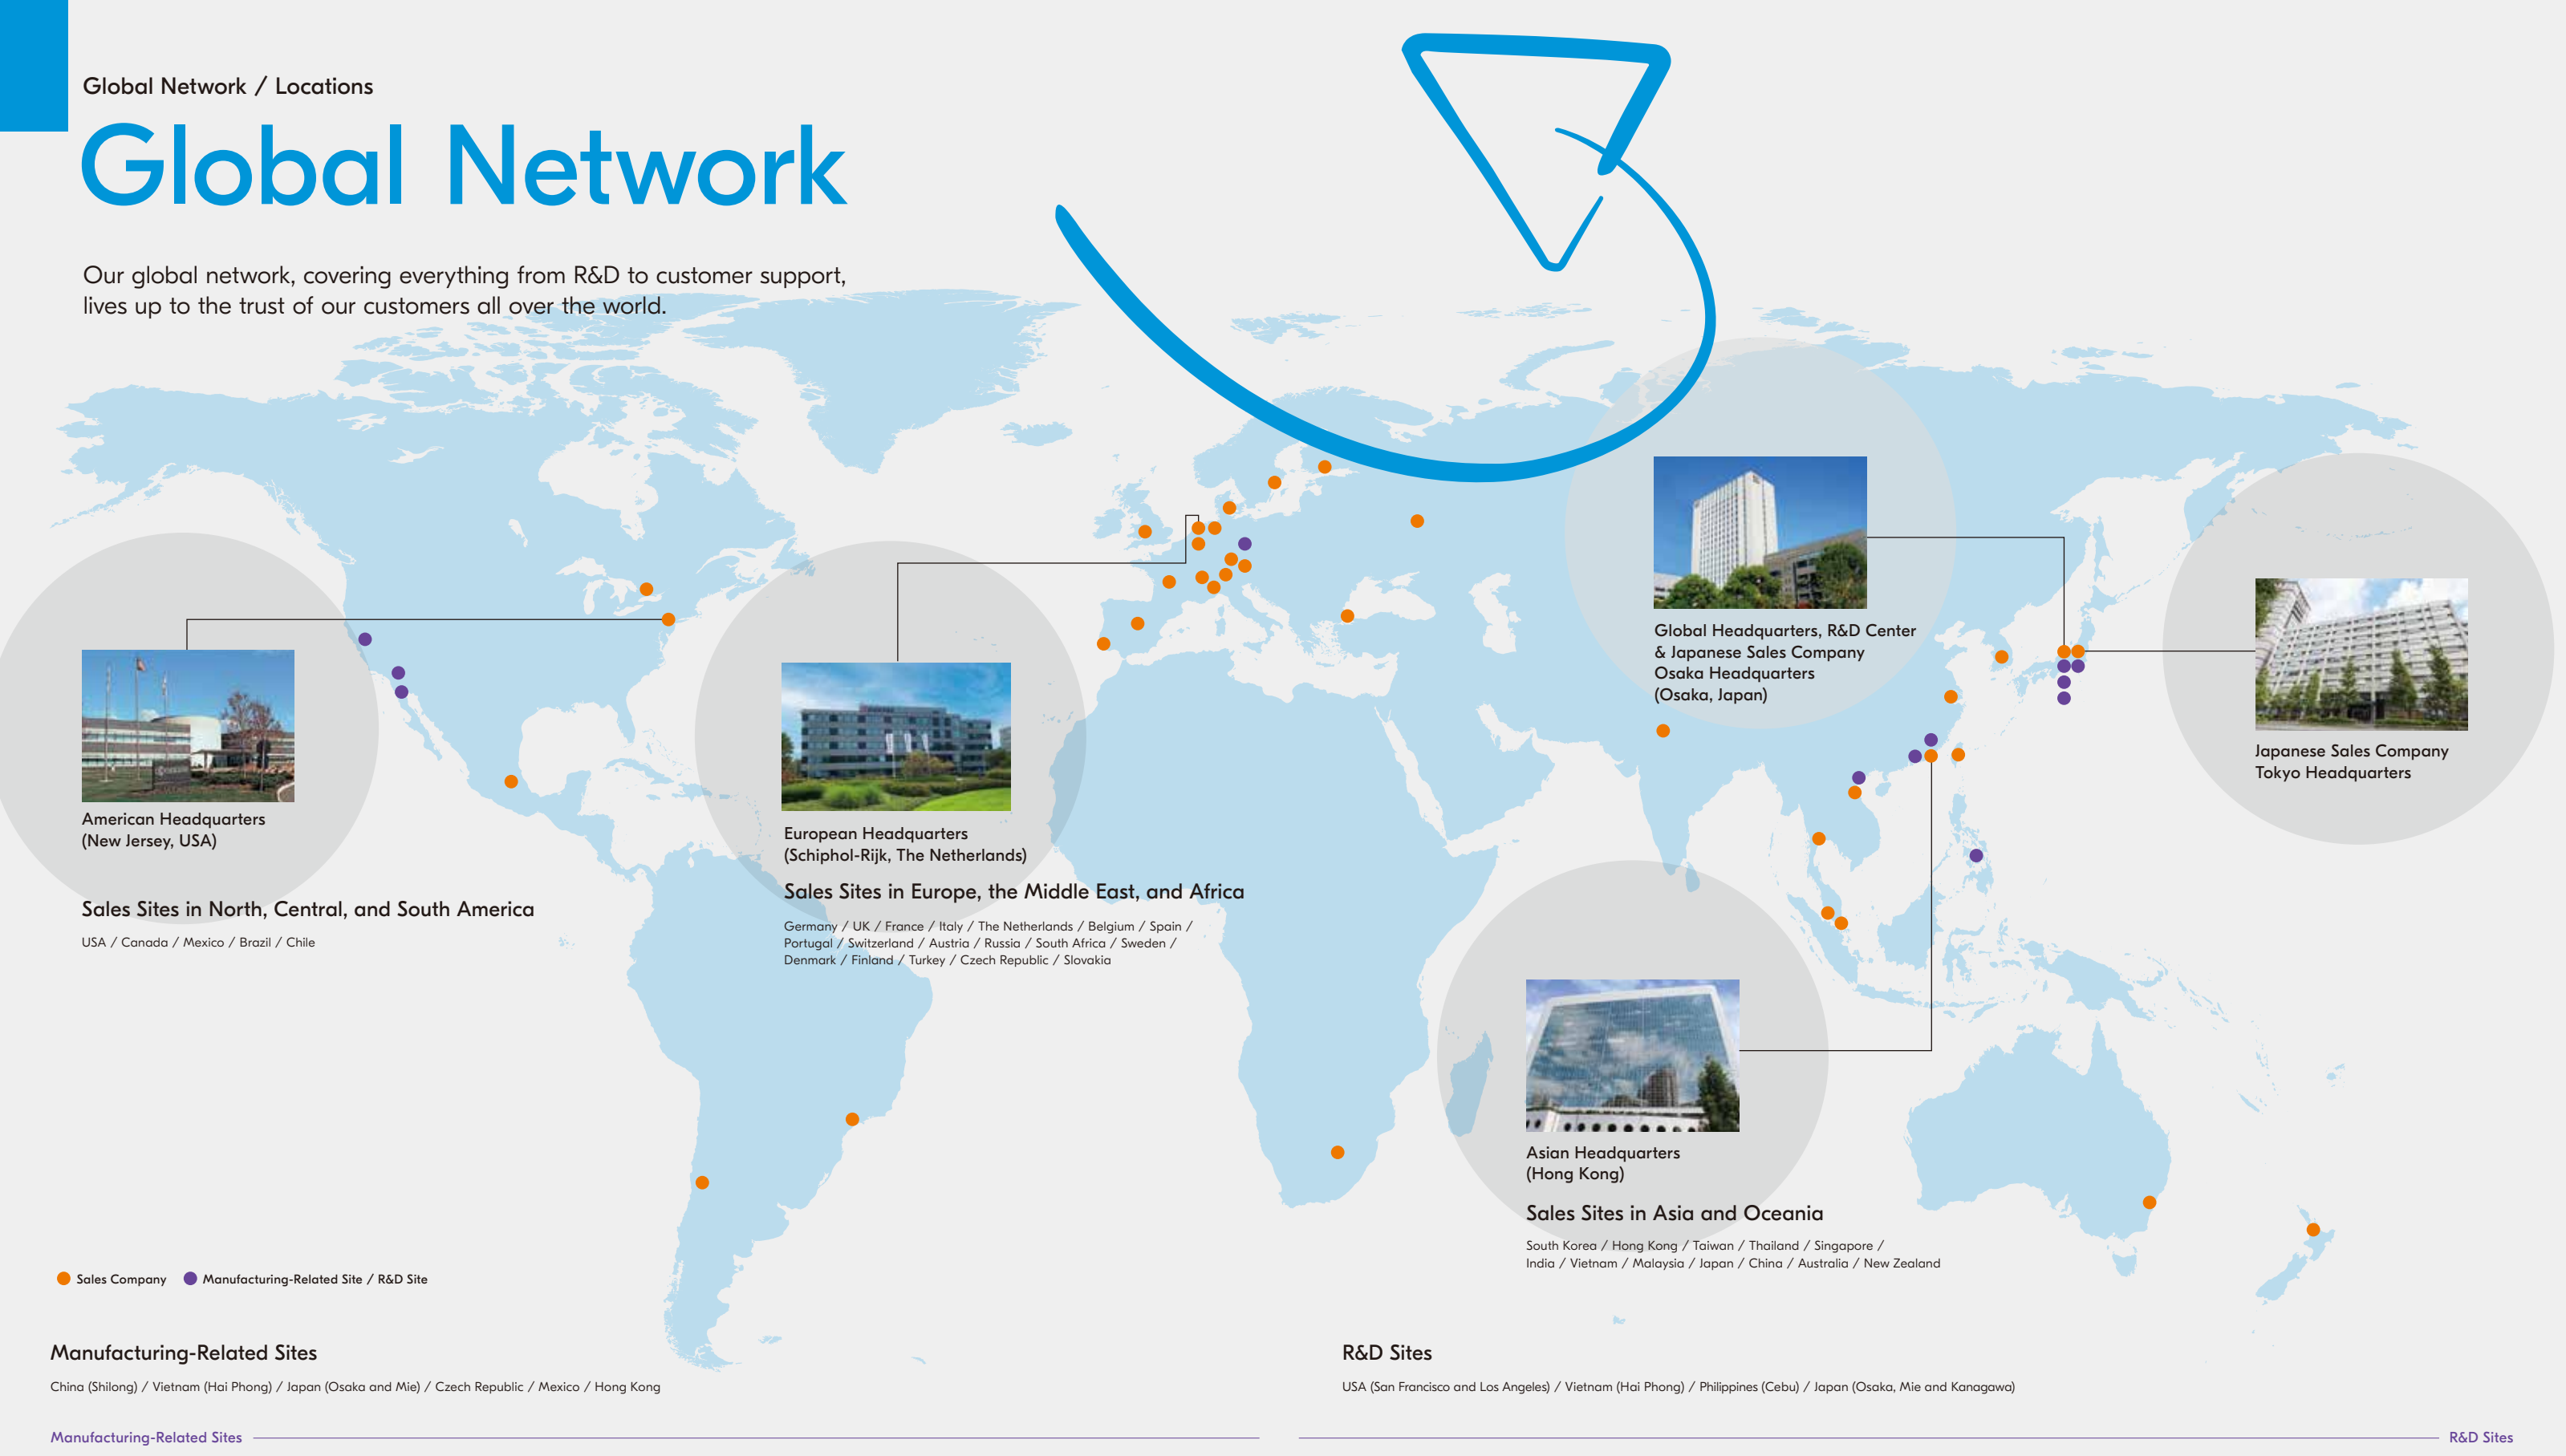 Global Network / Locations
Global Network
Our global network, covering everything from R&D to customer support,
lives up to the trust of our customers all over the world.
Global Headquarters, R&D Center
& Japanese Sales Company
Osaka Headquarters
(Osaka, Japan)
Japanese Sales Company
Tokyo Headquarters
American Headquarters
(New Jersey, USA)
Sales Sites in North, Central, and South America
USA / Canada / Mexico / Brazil / Chile
European Headquarters
(Schiphol-Rijk, The Netherlands)
Sales Sites in Europe, the Middle East, and Africa
Germany / UK / France / Italy / The Netherlands / Belgium / Spain /
Portugal / Switzerland / Austria / Russia / South Africa / Sweden /
Denmark / Finland / Turkey / Czech Republic / Slovakia
Asian Headquarters
(Hong Kong)
Sales Sites in Asia and Oceania
South Korea / Hong Kong / Taiwan / Thailand / Singapore /
India / Vietnam / Malaysia / Japan / China / Australia / New Zealand
Sales Company
Manufacturing-Related Site / R&D Site
Manufacturing-Related Sites
China (Shilong) / Vietnam (Hai Phong) / Japan (Osaka and Mie) / Czech Republic / Mexico / Hong Kong
R&D Sites
USA (San Francisco and Los Angeles) / Vietnam (Hai Phong) / Philippines (Cebu) / Japan (Osaka, Mie and Kanagawa)
Manufacturing-Related Sites
R&D Sites